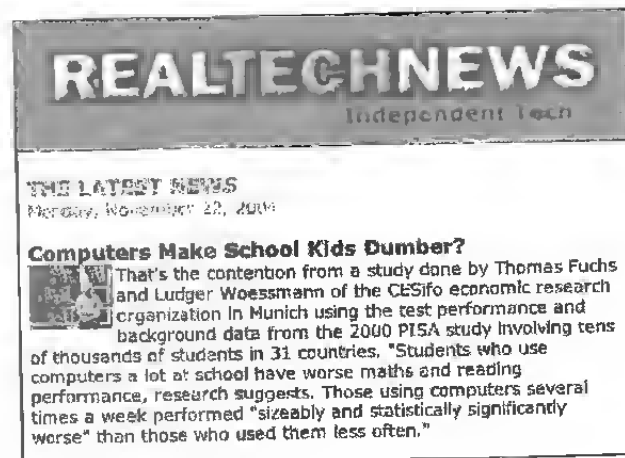 REALTECHNEWS
Independent Tech
THE LATEST NEWS
Monday, November 22, 2004
Computers Make School Kids Dumber?
That's the contention from a study done by Thomas Fuchs
and Ludger Woessmann of the CESifo economic research
organization in Munich using the test performance and
background data from the 2000 PISA study involving tens
of thousands of students in 31 countries. "Students who use
computers a lot at school have worse maths and reading
performance, research suggests. Those using computers several
times a week performed "sizeably and statistically significantly
worse" than those who used them less often."